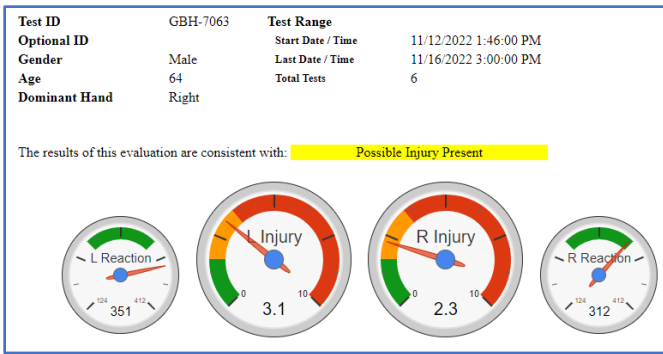 Test ID GBH-7063 Test Range
Optional ID Start Date / Time 11/12/2022 1:46:00 PM
Gender Male Last Date / Time 11/16/2022 3:00:00 PM
Age 64 Total Tests 6
Dominant Hand Right
The results of this evaluation are consistent with: Possible Injury Present
L Reaction
124 412
351
L Injury
0 10
3.1
R Injury
0 10
2.3
R Reaction
124 412
312